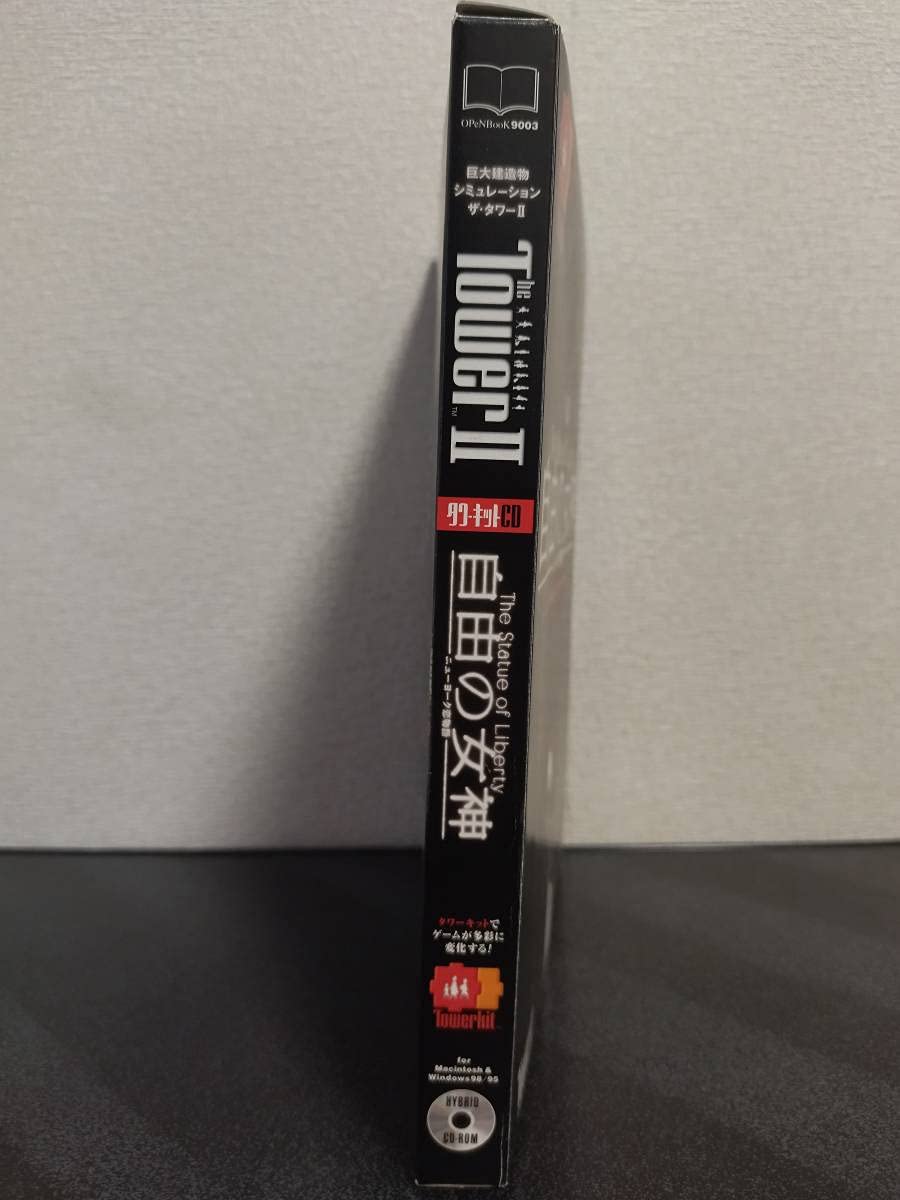 OPeNBooK9003
巨大建造物
シミュレーション
ザ・タワーII
The
Tower II
TM
タワーキットCD
自由の女神
The Statue of Liberty
タワーキットで
ゲームが多彩に
変化する!
Towerkit
for
Macintosh &
Windows98/95
HYBRID
CD-ROM